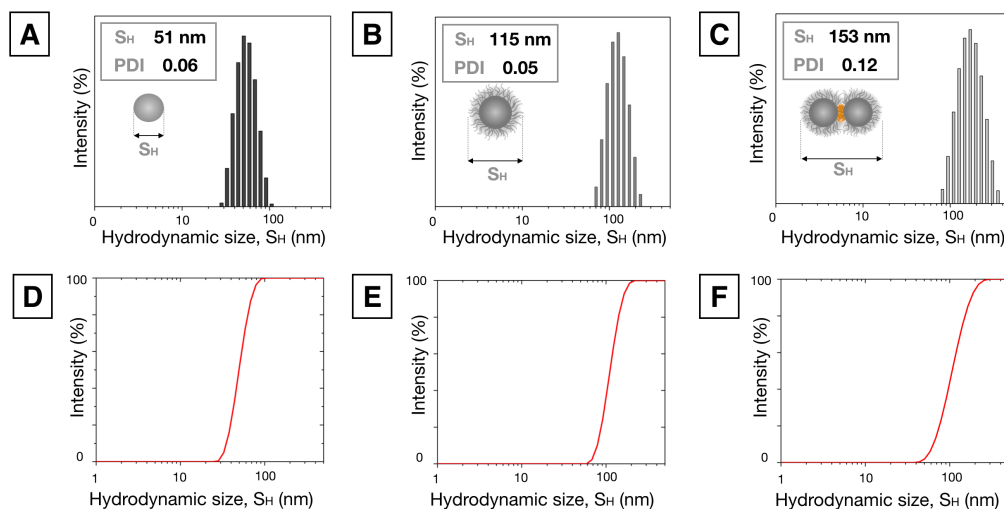 A
SH 51 nm
PDI 0.06
SH
Intensity (%)
0 10 100
Hydrodynamic size, SH (nm)
B
SH 115 nm
PDI 0.05
SH
Intensity (%)
0 10 100
Hydrodynamic size, SH (nm)
C
SH 153 nm
PDI 0.12
SH
Intensity (%)
0 10 100
Hydrodynamic size, SH (nm)
D
100
Intensity (%)
0
1 10 100
Hydrodynamic size, SH (nm)
E
100
Intensity (%)
0
1 10 100
Hydrodynamic size, SH (nm)
F
100
Intensity (%)
0
1 10 100
Hydrodynamic size, SH (nm)